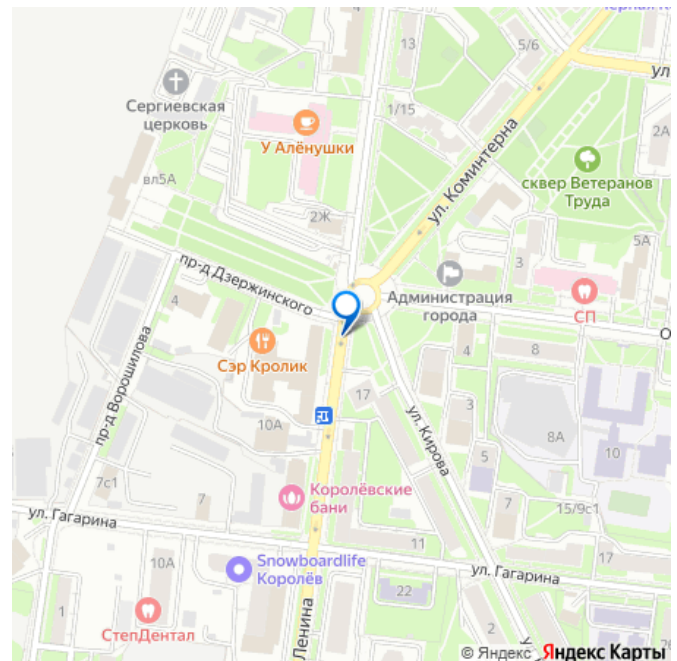 13
5/6
ул
Сергиевская
церковь
1/15
2А
У Алёнушки
ул. Коминтерна
сквер Ветеранов
Труда
вл5А
2Ж
5А
3
пр-д Дзержинского
Администрация
города
СП
4
О
Сэр Кролик
4
8
пр-д Ворошилова
17
3
10А
ул. Кирова
8А
5
10
7с1
7
Королёвские
бани
7
15/9с1
ул. Гагарина
11
17
10А
Snowboardlife
Королёв
ул. Гагарина
22
1
СтепДентал
Ленина
2
© Яндекс Яндекс Карты